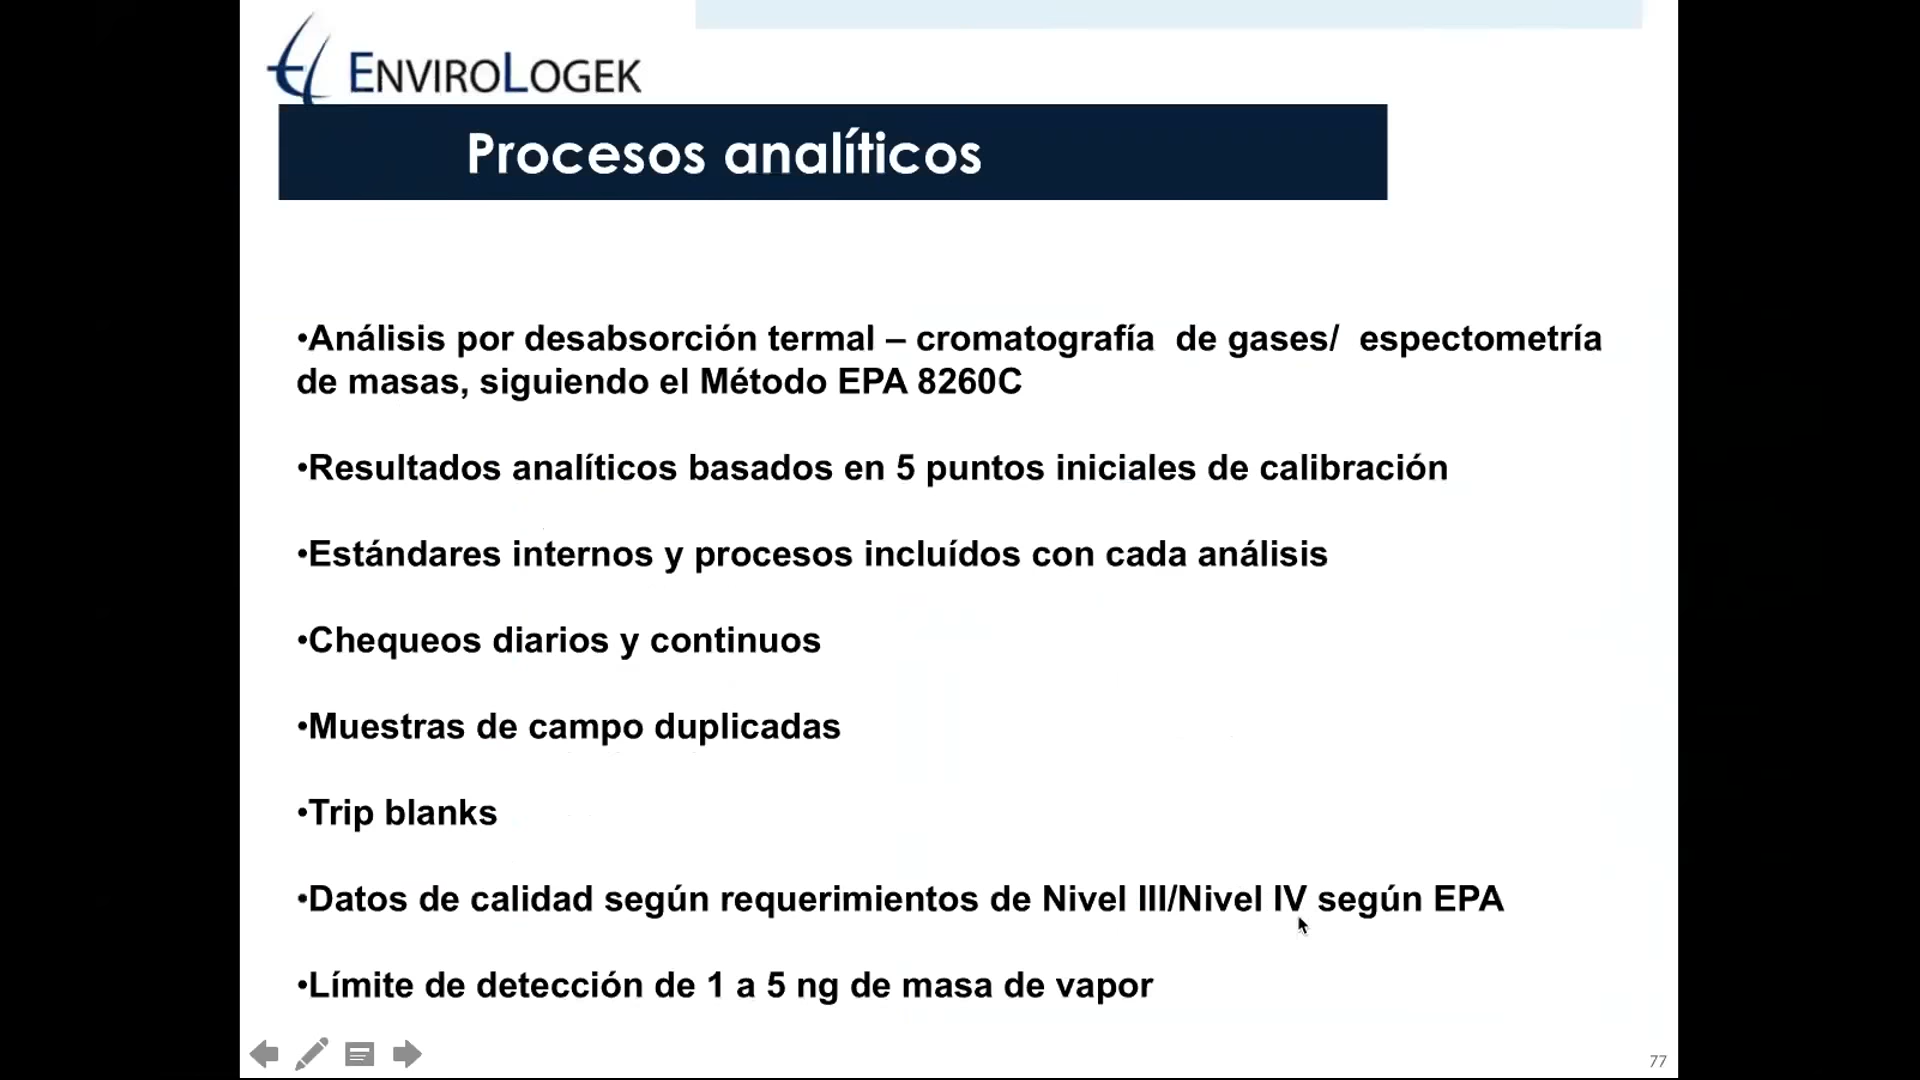 ENVIROLOGEK
Procesos analíticos
•Análisis por desabsorción termal – cromatografía  de gases/  espectometría
de masas, siguiendo el Método EPA 8260C
•Resultados analíticos basados en 5 puntos iniciales de calibración
•Estándares internos y procesos incluídos con cada análisis
•Chequeos diarios y continuos
•Muestras de campo duplicadas
•Trip blanks
•Datos de calidad según requerimientos de Nivel III/Nivel IV según EPA
•Límite de detección de 1 a 5 ng de masa de vapor
77